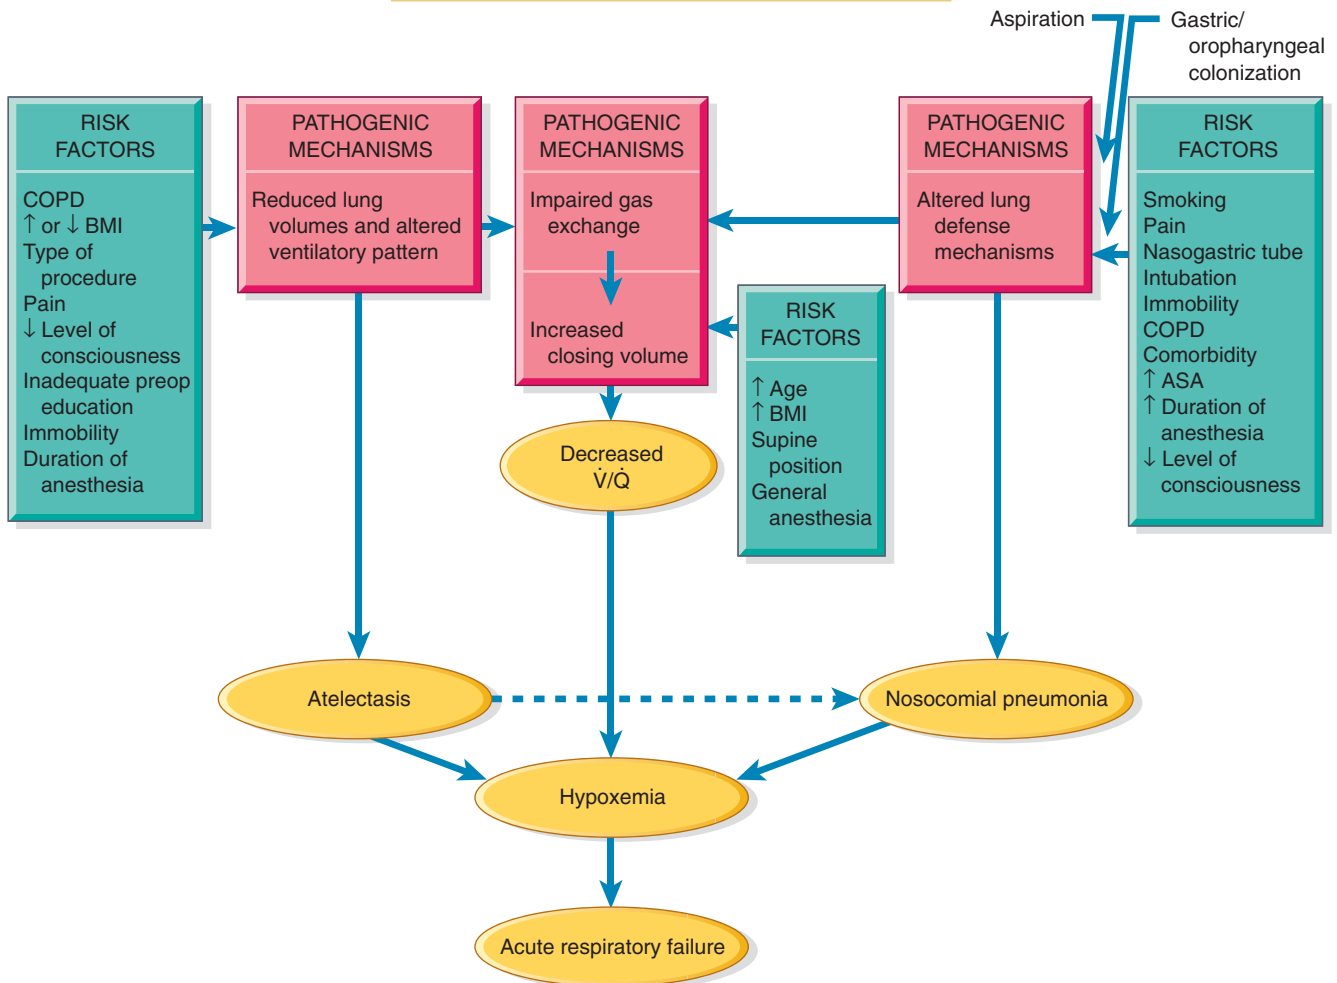 Aspiration
Gastric/
oropharyngeal
colonization
RISK
FACTORS
COPD
↑ or ↓ BMI
Type of
procedure
Pain
↓ Level of
consciousness
Inadequate preop
education
Immobility
Duration of
anesthesia
PATHOGENIC
MECHANISMS
Reduced lung
volumes and altered
ventilatory pattern
PATHOGENIC
MECHANISMS
Impaired gas
exchange
Increased
closing volume
RISK
FACTORS
↑ Age
↑ BMI
Supine
position
General
anesthesia
PATHOGENIC
MECHANISMS
Altered lung
defense
mechanisms
RISK
FACTORS
Smoking
Pain
Nasogastric tube
Intubation
Immobility
COPD
Comorbidity
↑ ASA
↑ Duration of
anesthesia
↓ Level of
consciousness
Decreased
V̇/Q̇
Atelectasis
Nosocomial pneumonia
Hypoxemia
Acute respiratory failure